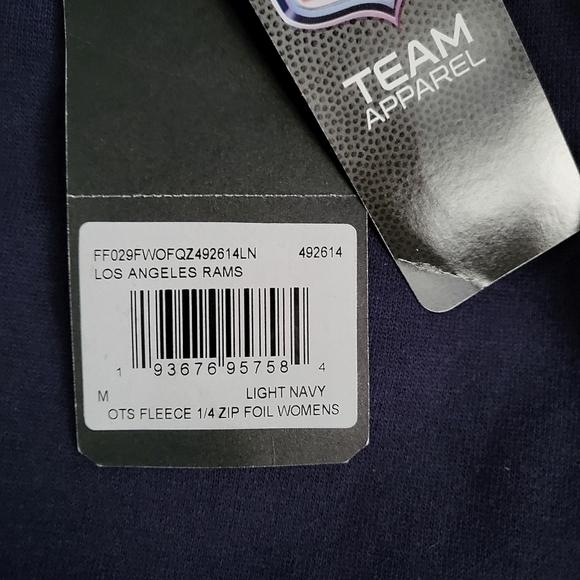 TEAM
APPAREL
FF029FWOFQZ492614LN 492614
LOS ANGELES RAMS
1 93676 95758 4
M LIGHT NAVY
OTS FLEECE 1/4 ZIP FOIL WOMENS